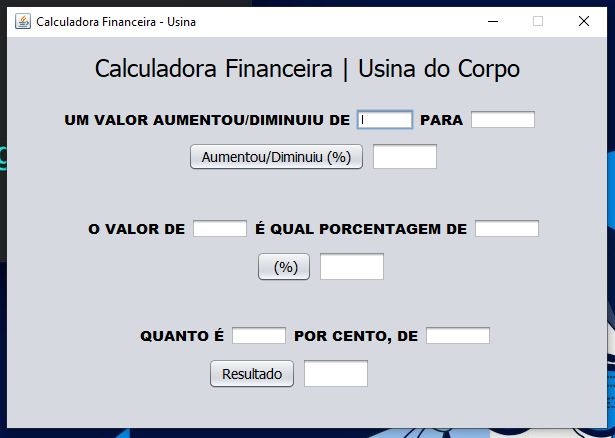 Calculadora Financeira - Usina
Calculadora Financeira | Usina do Corpo
UM VALOR AUMENTOU/DIMINUIU DE PARA
Aumentou/Diminuiu (%)
O VALOR DE É QUAL PORCENTAGEM DE
(%)
QUANTO É POR CENTO, DE
Resultado